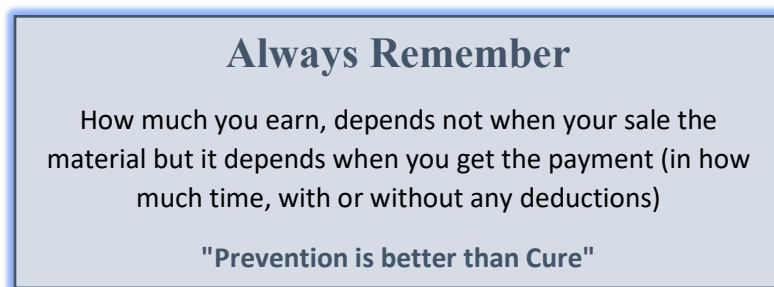 Always Remember
How much you earn, depends not when your sale the
material but it depends when you get the payment (in how
much time, with or without any deductions)
"Prevention is better than Cure"